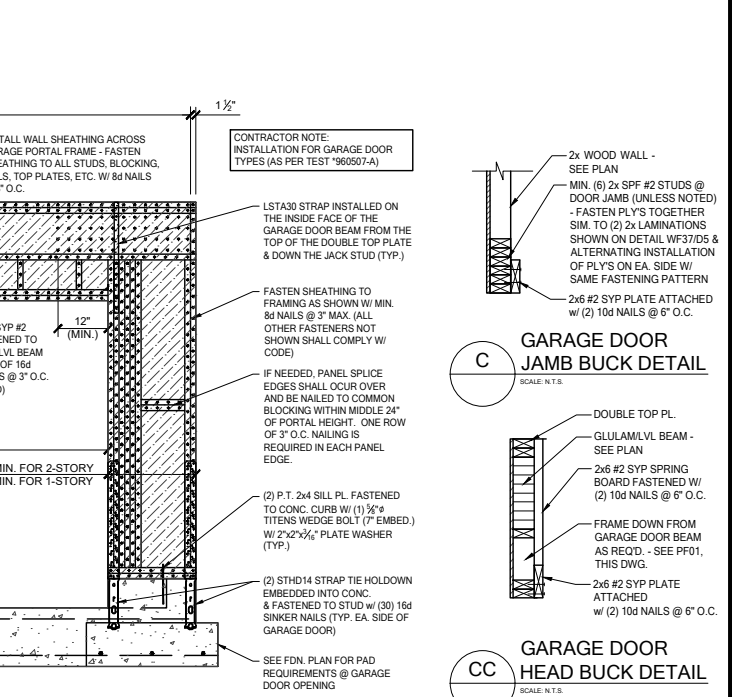 1 ½"
TALL WALL SHEATHING ACROSS
RAGE PORTAL FRAME - FASTEN
EATHING TO ALL STUDS, BLOCKING,
LS, TOP PLATES, ETC. W/ 8d NAILS
" O.C.
CONTRACTOR NOTE:
INSTALLATION FOR GARAGE DOOR
TYPES (AS PER TEST "960507-A)
LSTA30 STRAP INSTALLED ON
THE INSIDE FACE OF THE
GARAGE DOOR BEAM FROM THE
TOP OF THE DOUBLE TOP PLATE
& DOWN THE JACK STUD (TYP.)
FASTEN SHEATHING TO
FRAMING AS SHOWN W/ MIN.
8d NAILS @ 3" MAX. (ALL
OTHER FASTENERS NOT
SHOWN SHALL COMPLY W/
CODE)
SYP #2
ENED TO
LVL BEAM
OF 16d
S @ 3" O.C.
12"
(MIN.)
IF NEEDED, PANEL SPLICE
EDGES SHALL OCUR OVER
AND BE NAILED TO COMMON
BLOCKING WITHIN MIDDLE 24"
OF PORTAL HEIGHT. ONE ROW
OF 3" O.C. NAILING IS
REQUIRED IN EACH PANEL
EDGE.
MIN. FOR 2-STORY
MIN. FOR 1-STORY
(2) P.T. 2x4 SILL PL. FASTENED
TO CONC. CURB W/ (1) "ø
TITENS WEDGE BOLT (7" EMBED.)
W/ 2"x2"x3⁄16" PLATE WASHER
(TYP.)
(2) STHD14 STRAP TIE HOLDOWN
EMBEDDED INTO CONC.
& FASTENED TO STUD w/ (30) 16d
SINKER NAILS (TYP. EA. SIDE OF
GARAGE DOOR)
SEE FDN. PLAN FOR PAD
REQUIREMENTS @ GARAGE
DOOR OPENING
2x WOOD WALL -
SEE PLAN
MIN. (6) 2x SPF #2 STUDS @
DOOR JAMB (UNLESS NOTED)
- FASTEN PLY'S TOGETHER
SIM. TO (2) 2x LAMINATIONS
SHOWN ON DETAIL WF37/D5 &
ALTERNATING INSTALLATION
OF PLY'S ON EA. SIDE W/
SAME FASTENING PATTERN
2x6 #2 SYP PLATE ATTACHED
w/ (2) 10d NAILS @ 6" O.C.
C
GARAGE DOOR
JAMB BUCK DETAIL
SCALE: N.T.S.
DOUBLE TOP PL.
GLULAM/LVL BEAM -
SEE PLAN
2x6 #2 SYP SPRING
BOARD FASTENED W/
(2) 10d NAILS @ 6" O.C.
FRAME DOWN FROM
GARAGE DOOR BEAM
AS REQ'D. - SEE PF01,
THIS DWG.
2x6 #2 SYP PLATE
ATTACHED
w/ (2) 10d NAILS @ 6" O.C.
CC
GARAGE DOOR
HEAD BUCK DETAIL
SCALE: N.T.S.